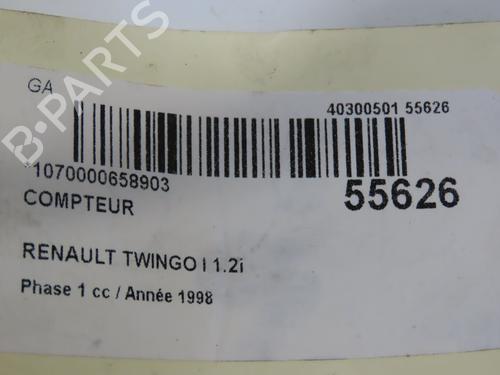 B-PARTS
GA
40300501 55626
*1070000658903
55626
COMPTEUR
RENAULT TWINGO I 1.2i
Phase 1 cc / Année 1998